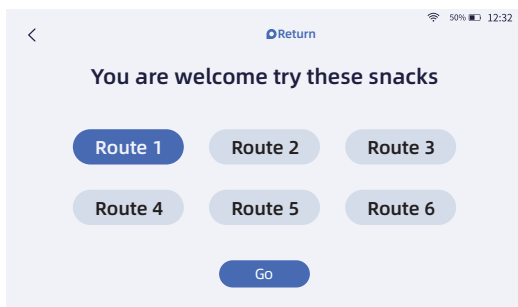 50% 12:32
Return
You are welcome try these snacks
Route 1 Route 2 Route 3
Route 4 Route 5 Route 6
Go